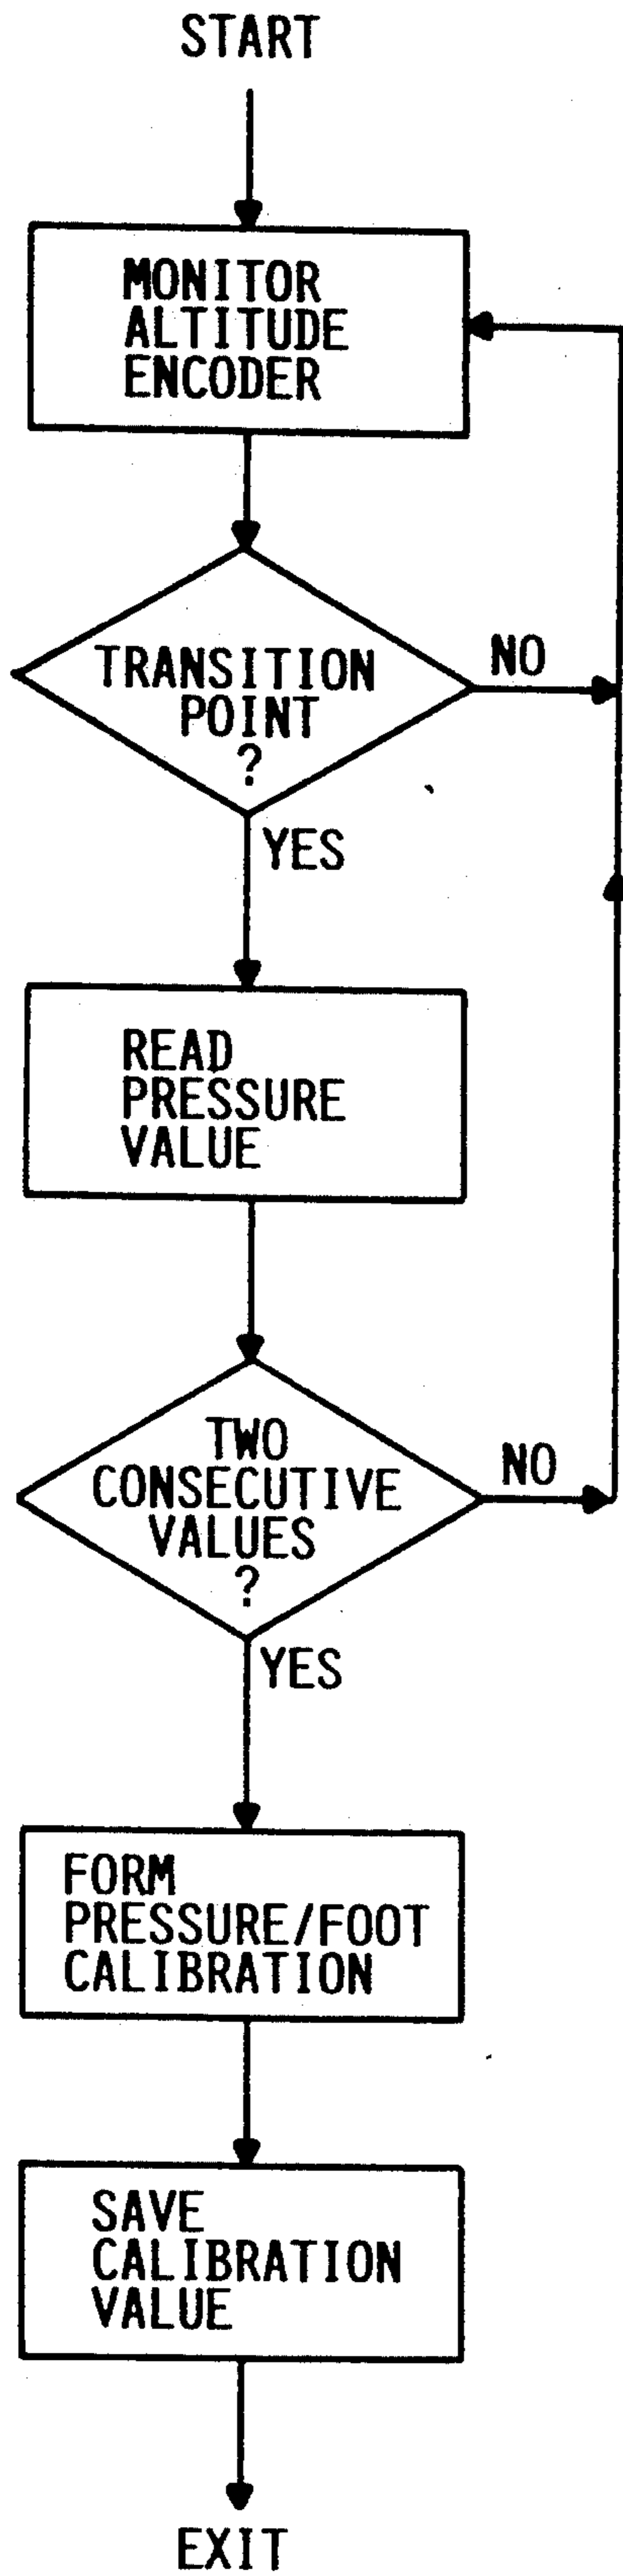 START
MONITOR
ALTITUDE
ENCODER
TRANSITION
POINT
?
NO
YES
READ
PRESSURE
VALUE
TWO
CONSECUTIVE
VALUES
?
NO
YES
FORM
PRESSURE/FOOT
CALIBRATION
SAVE
CALIBRATION
VALUE
EXIT